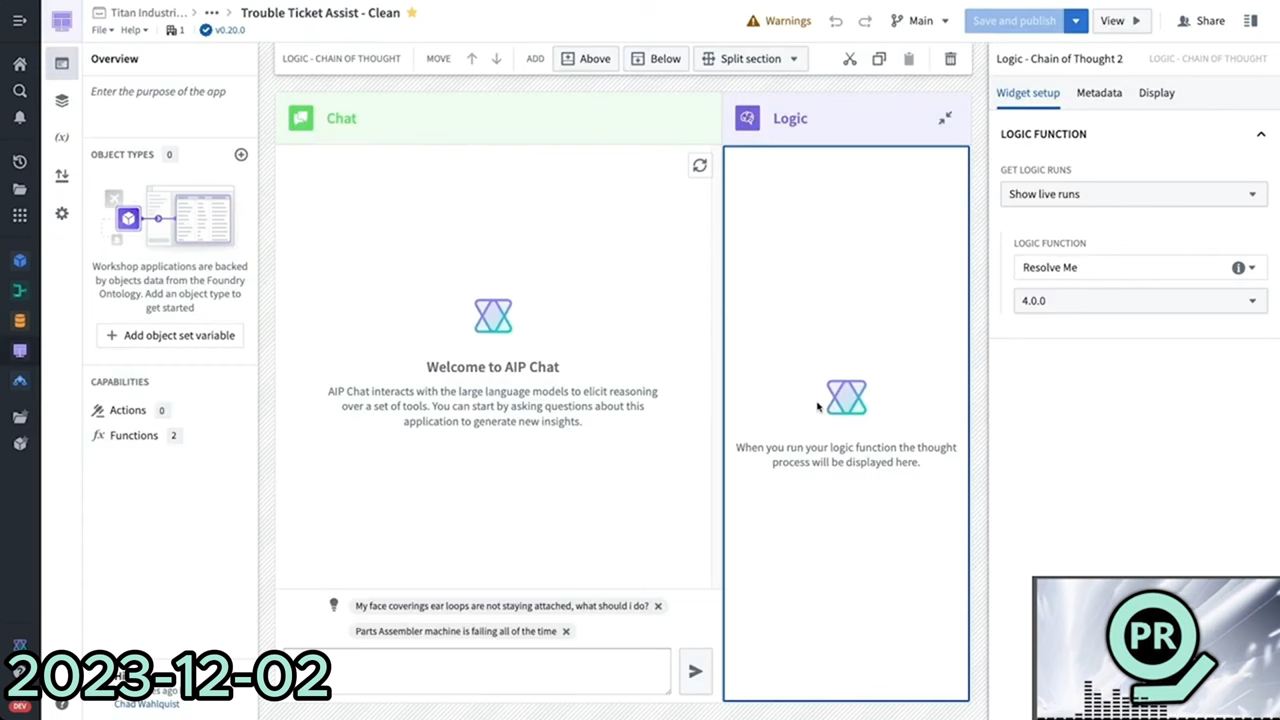 Titan Industri... > ••• > Trouble Ticket Assist - Clean
File Help 1 v0.20.0
Warnings
Main
Save and publish
View
Share
Overview
Enter the purpose of the app
OBJECT TYPES 0
Workshop applications are backed
by objects data from the Foundry
Ontology. Add an object type to
get started
Add object set variable
CAPABILITIES
Actions 0
fx Functions 2
(x)
LOGIC - CHAIN OF THOUGHT
MOVE
ADD
Above
Below
Split section
Chat
Welcome to AIP Chat
AIP Chat interacts with the large language models to elicit reasoning
over a set of tools. You can start by asking questions about this
application to generate new insights.
My face coverings ear loops are not staying attached, what should i do?
Parts Assembler machine is failing all of the time
Logic
When you run your logic function the thought
process will be displayed here.
Logic - Chain of Thought 2
LOGIC - CHAIN OF THOUGHT
Widget setup Metadata Display
LOGIC FUNCTION
GET LOGIC RUNS
Show live runs
LOGIC FUNCTION
Resolve Me
4.0.0
2023-12-02
Chad Wahlquist
DEV
PR